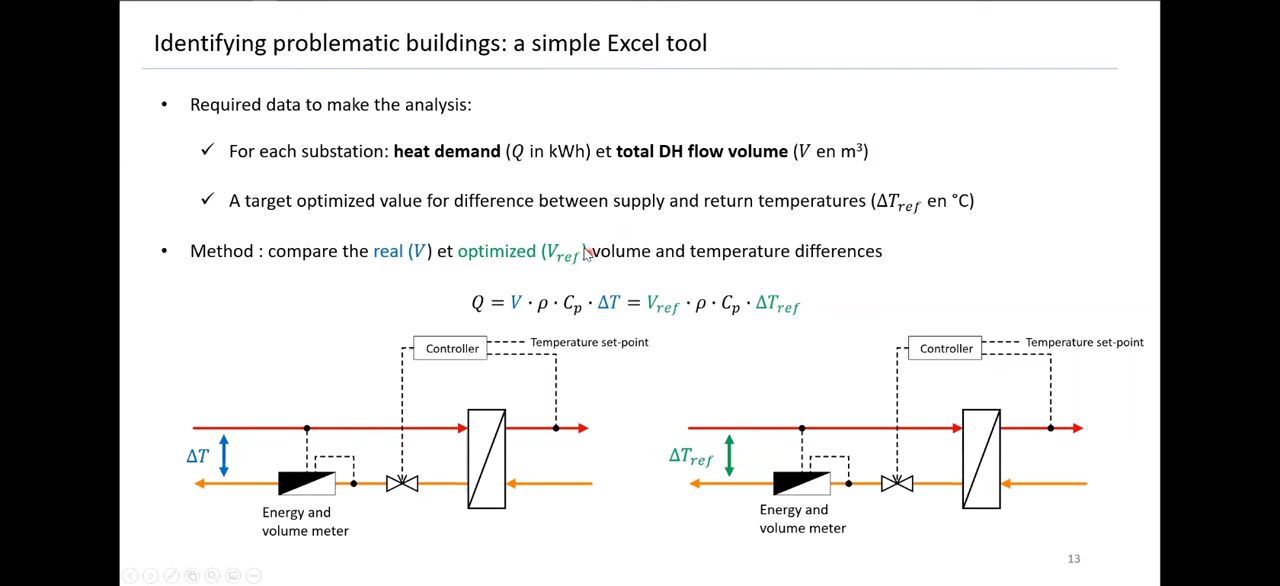 Identifying problematic buildings: a simple Excel tool
• Required data to make the analysis:
✓ For each substation: heat demand (Q in kWh) et total DH flow volume (V en m³)
✓ A target optimized value for difference between supply and return temperatures (ΔT_ref en °C)
• Method : compare the real (V) et optimized (V_ref) volume and temperature differences
Q = V · ρ · C_p · ΔT = V_ref · ρ · C_p · ΔT_ref
Controller
Temperature set-point
ΔT
Energy and
volume meter
Controller
Temperature set-point
ΔT_ref
Energy and
volume meter
13